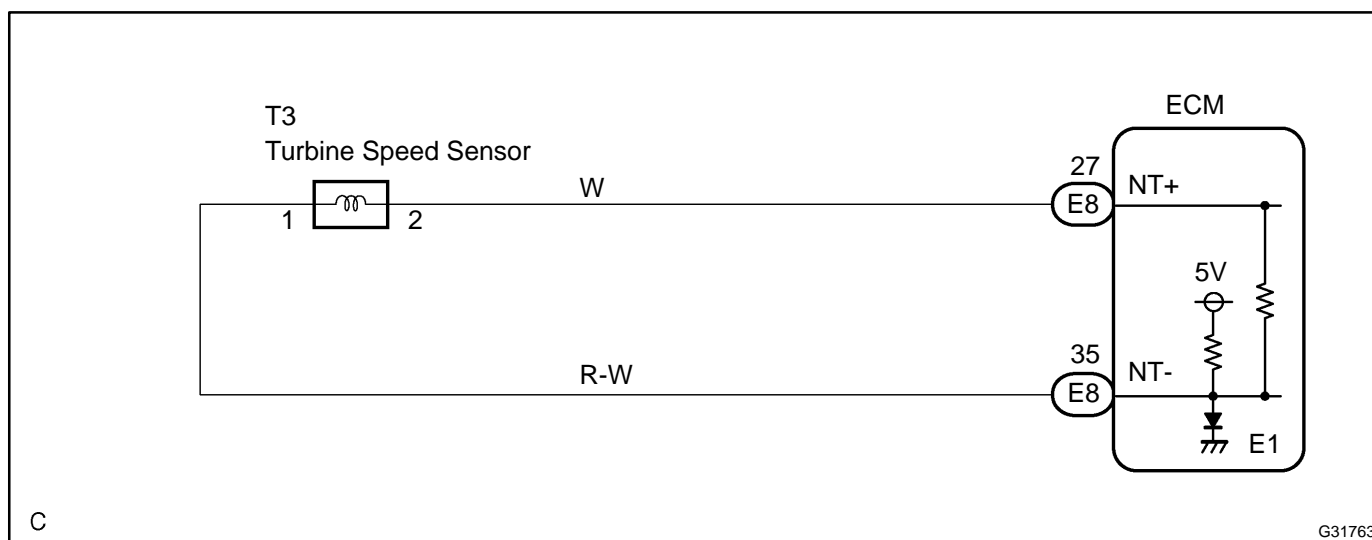 ECM
T3
Turbine Speed Sensor
1
2
W
27
E8
NT+
5V
R-W
35
E8
NT-
E1
C
G31763